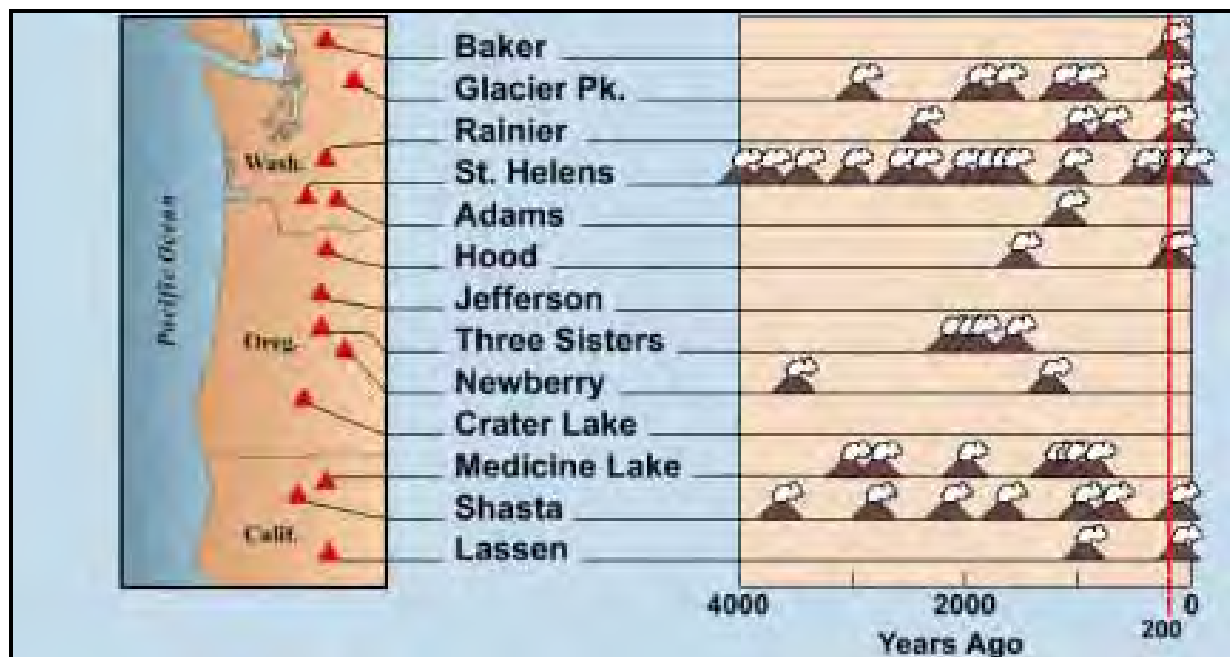 Baker
Glacier Pk.
Rainier
Wash.
St. Helens
Adams
Pacific Ocean
Hood
Jefferson
Oreg.
Three Sisters
Newberry
Crater Lake
Medicine Lake
Shasta
Calif.
Lassen
4000 2000 0
200
Years Ago